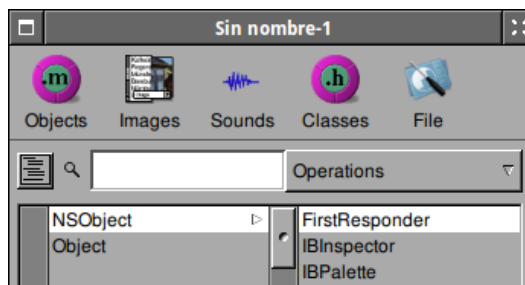 Sin nombre-1
.m .h
Objects Images Sounds Classes File
Operations
NSObject FirstResponder
Object IBInspector
IBPalette